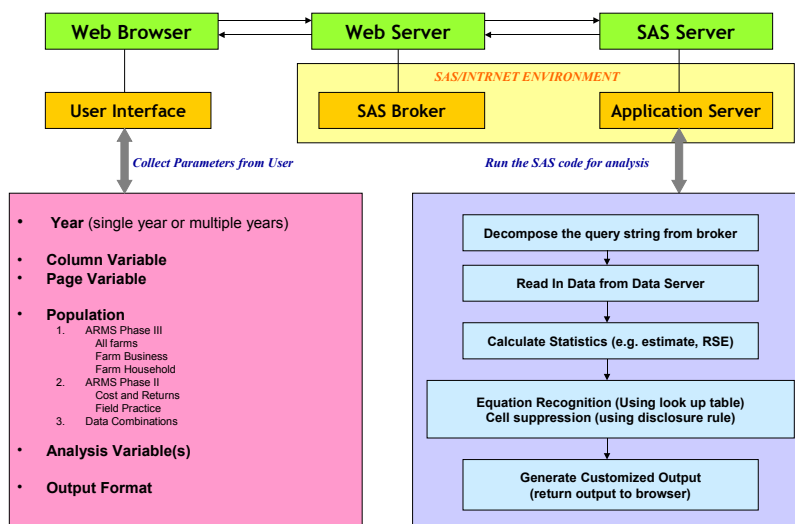 Web Browser
Web Server
SAS Server
SAS/INTRNET ENVIRONMENT
User Interface
SAS Broker
Application Server
Collect Parameters from User
Run the SAS code for analysis
• Year (single year or multiple years)
• Column Variable
• Page Variable
• Population
1. ARMS Phase III
All farms
Farm Business
Farm Household
2. ARMS Phase II
Cost and Returns
Field Practice
3. Data Combinations
• Analysis Variable(s)
• Output Format
Decompose the query string from broker
Read In Data from Data Server
Calculate Statistics (e.g. estimate, RSE)
Equation Recognition (Using look up table)
Cell suppression (using disclosure rule)
Generate Customized Output
(return output to browser)